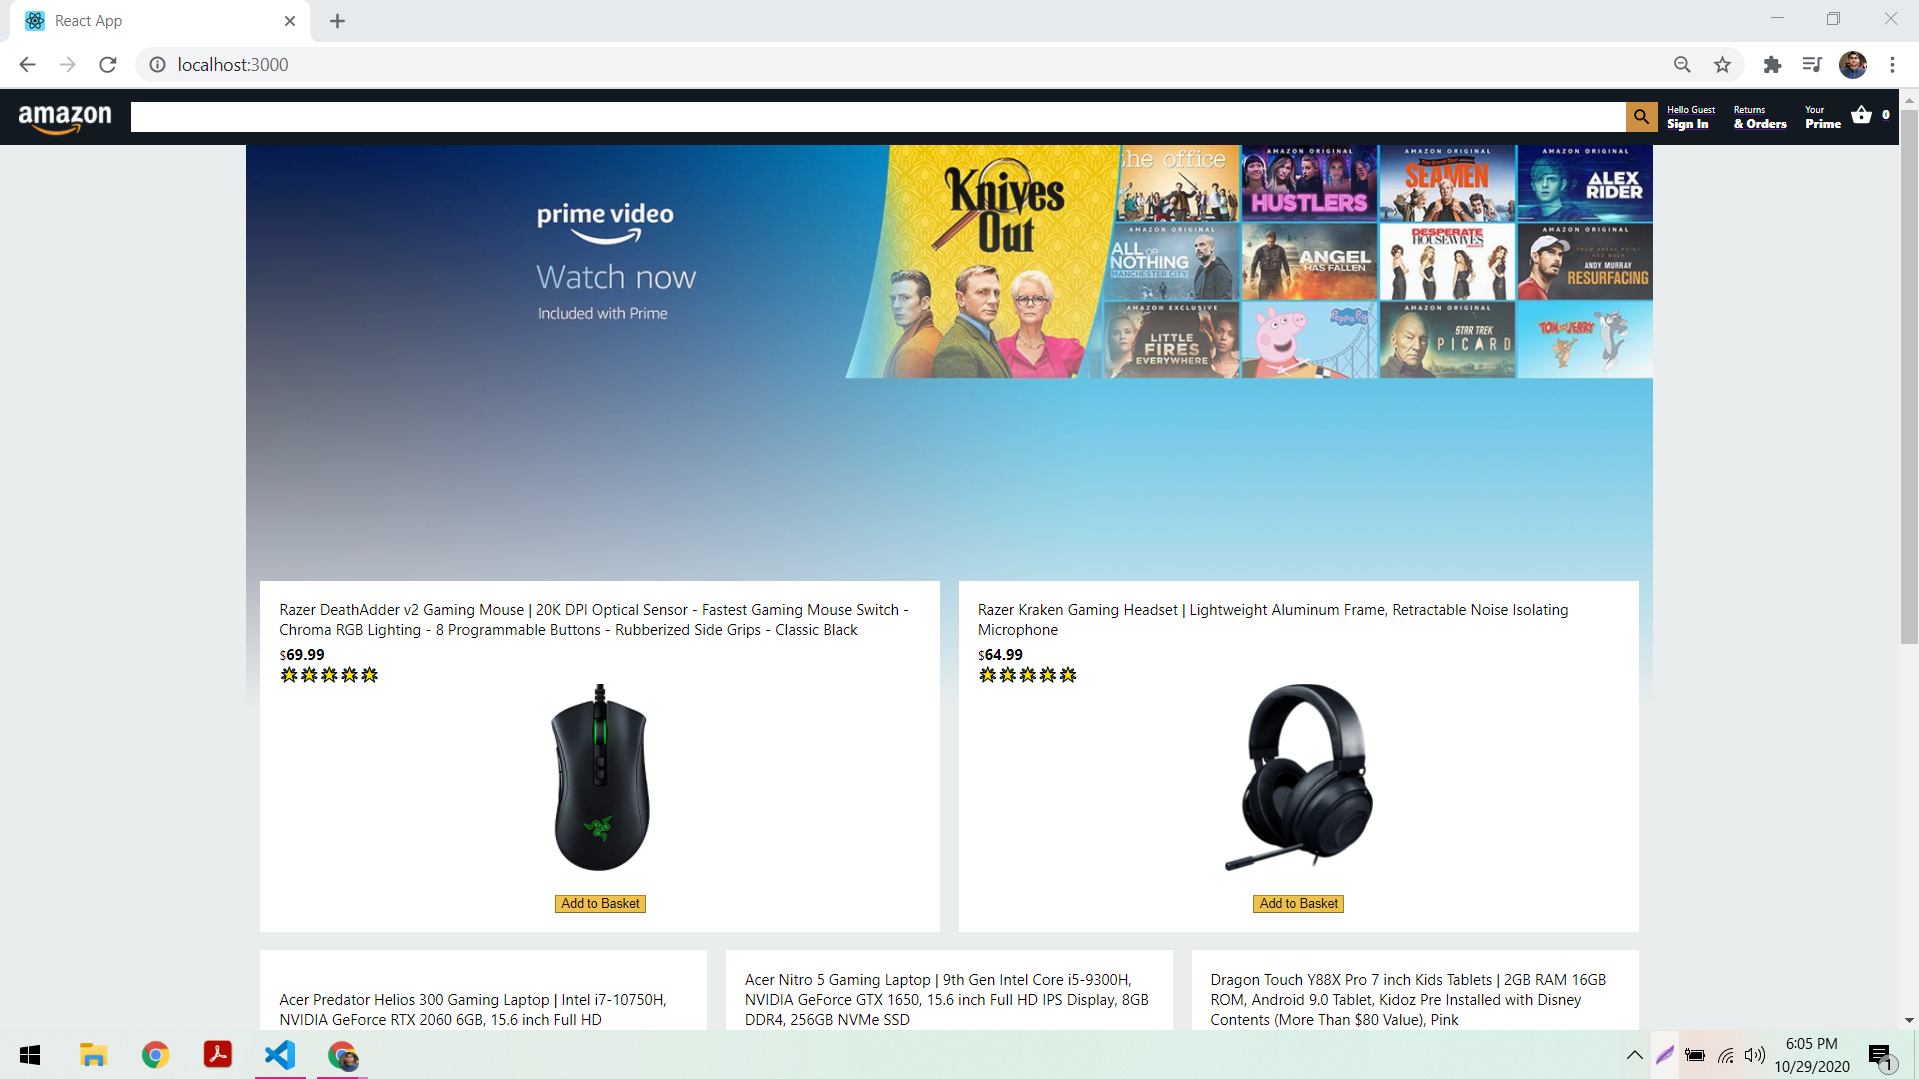 React App
localhost:3000
amazon
Hello Guest
Sign In
Returns
& Orders
Your
Prime
0
prime video
Watch now
Included with Prime
Knives Out
the office
AMAZON ORIGINAL
HUSTLERS
AMAZON ORIGINAL
The Grand Tour
SEAMEN
AMAZON ORIGINAL
ALEX RIDER
AMAZON ORIGINAL
ALL OR NOTHING
MANCHESTER CITY
ANGEL
HAS FALLEN
DESPERATE HOUSEWIVES
AMAZON ORIGINAL
ANDY MURRAY
RESURFACING
AMAZON EXCLUSIVE
LITTLE FIRES EVERYWHERE
Peppa Pig
AMAZON ORIGINAL
STAR TREK
PICARD
TOM and JERRY
Razer DeathAdder v2 Gaming Mouse | 20K DPI Optical Sensor - Fastest Gaming Mouse Switch -
Chroma RGB Lighting - 8 Programmable Buttons - Rubberized Side Grips - Classic Black
$69.99
Add to Basket
Razer Kraken Gaming Headset | Lightweight Aluminum Frame, Retractable Noise Isolating
Microphone
$64.99
Add to Basket
Acer Predator Helios 300 Gaming Laptop | Intel i7-10750H,
NVIDIA GeForce RTX 2060 6GB, 15.6 inch Full HD
Acer Nitro 5 Gaming Laptop | 9th Gen Intel Core i5-9300H,
NVIDIA GeForce GTX 1650, 15.6 inch Full HD IPS Display, 8GB
DDR4, 256GB NVMe SSD
Dragon Touch Y88X Pro 7 inch Kids Tablets | 2GB RAM 16GB
ROM, Android 9.0 Tablet, Kidoz Pre Installed with Disney
Contents (More Than $80 Value), Pink
6:05 PM
10/29/2020
1